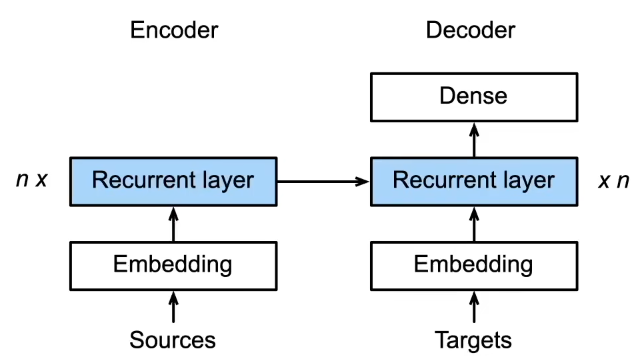 Encoder
Decoder
Dense
n x
Recurrent layer
Recurrent layer
x n
Embedding
Embedding
Sources
Targets